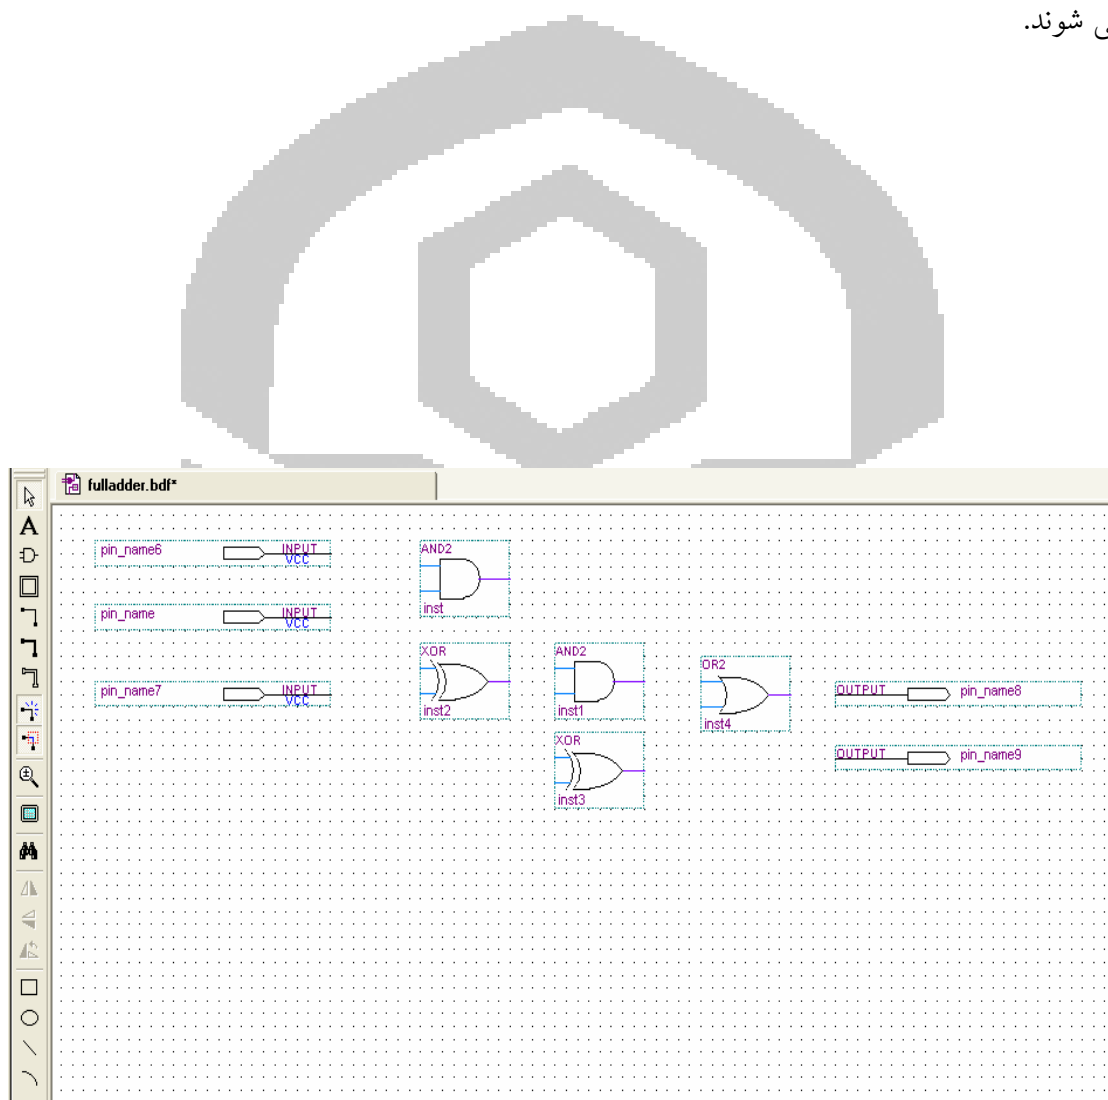 ی شوند.
fulladder.bdf*
pin_name6 INPUT VCC
AND2
inst
pin_name INPUT VCC
XOR
inst2
AND2
inst1
OR2
inst4
pin_name7 INPUT VCC
OUTPUT pin_name8
XOR
inst3
OUTPUT pin_name9
A